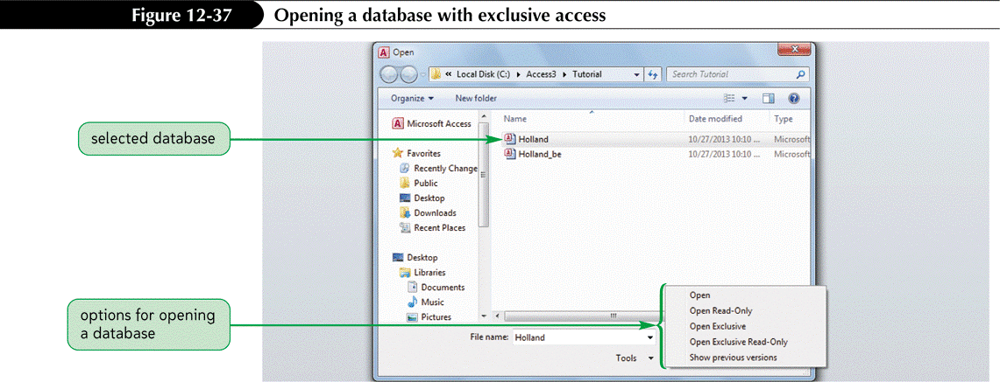 Figure 12-37 Opening a database with exclusive access
Open
« Local Disk (C:) Access3 Tutorial Search Tutorial
Organize New folder
Microsoft Access
Name Date modified Type
selected database
Holland 10/27/2013 10:10 ... Microsoft
Holland_be 10/27/2013 10:10 ... Microsoft
Favorites
Recently Change
Public
Desktop
Downloads
Recent Places
Desktop
Libraries
Documents
Music
Pictures
options for opening
a database
File name: Holland
Tools
Open
Open Read-Only
Open Exclusive
Open Exclusive Read-Only
Show previous versions